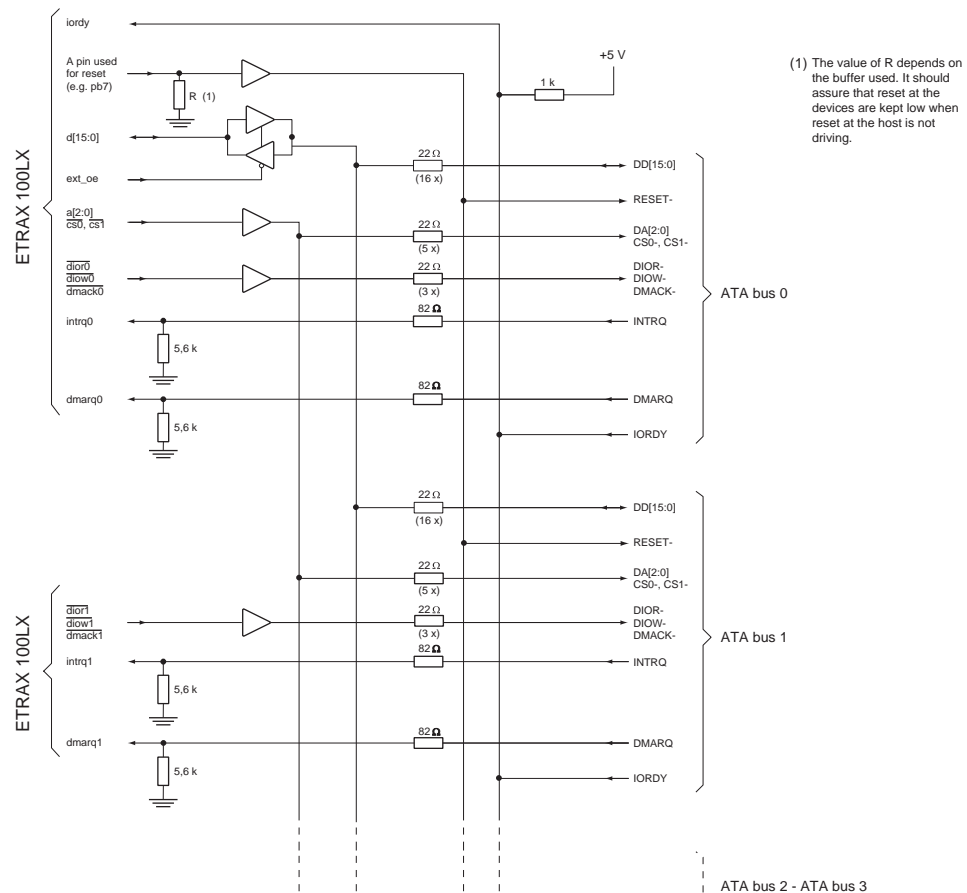 iordy
+5 V
A pin used
for reset
(e.g. pb7)
1 k
R (1)
(1) The value of R depends on
the buffer used. It should
assure that reset at the
devices are kept low when
reset at the host is not
driving.
d[15:0]
22 Ω
(16 x)
DD[15:0]
ext_oe
RESET-
ETRAX 100LX
a[2:0]
cs0, cs1
22 Ω
(5 x)
DA[2:0]
CS0-, CS1-
dior0
diow0
dmack0
22 Ω
(3 x)
DIOR-
DIOW-
DMACK-
ATA bus 0
intrq0
82 Ω
INTRQ
5,6 k
dmarq0
82 Ω
DMARQ
5,6 k
IORDY
22 Ω
(16 x)
DD[15:0]
RESET-
22 Ω
(5 x)
DA[2:0]
CS0-, CS1-
ETRAX 100LX
dior1
diow1
dmack1
22 Ω
(3 x)
DIOR-
DIOW-
DMACK-
ATA bus 1
intrq1
82 Ω
INTRQ
5,6 k
dmarq1
82 Ω
DMARQ
5,6 k
IORDY
ATA bus 2 - ATA bus 3